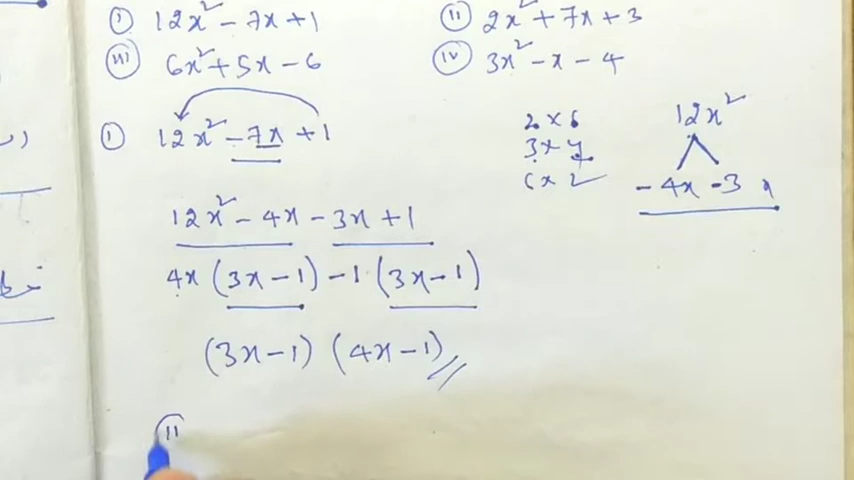 (i) 12x² - 7x + 1 (ii) 2x² + 7x + 3
(iii) 6x² + 5x - 6 (iv) 3x² - x - 4
(i) 12x² - 7x + 1
2 × 6
3 × 4
6 × 2
12x²
-4x -3x
12x² - 4x - 3x + 1
4x (3x - 1) - 1 (3x - 1)
(3x - 1) (4x - 1)
(ii)